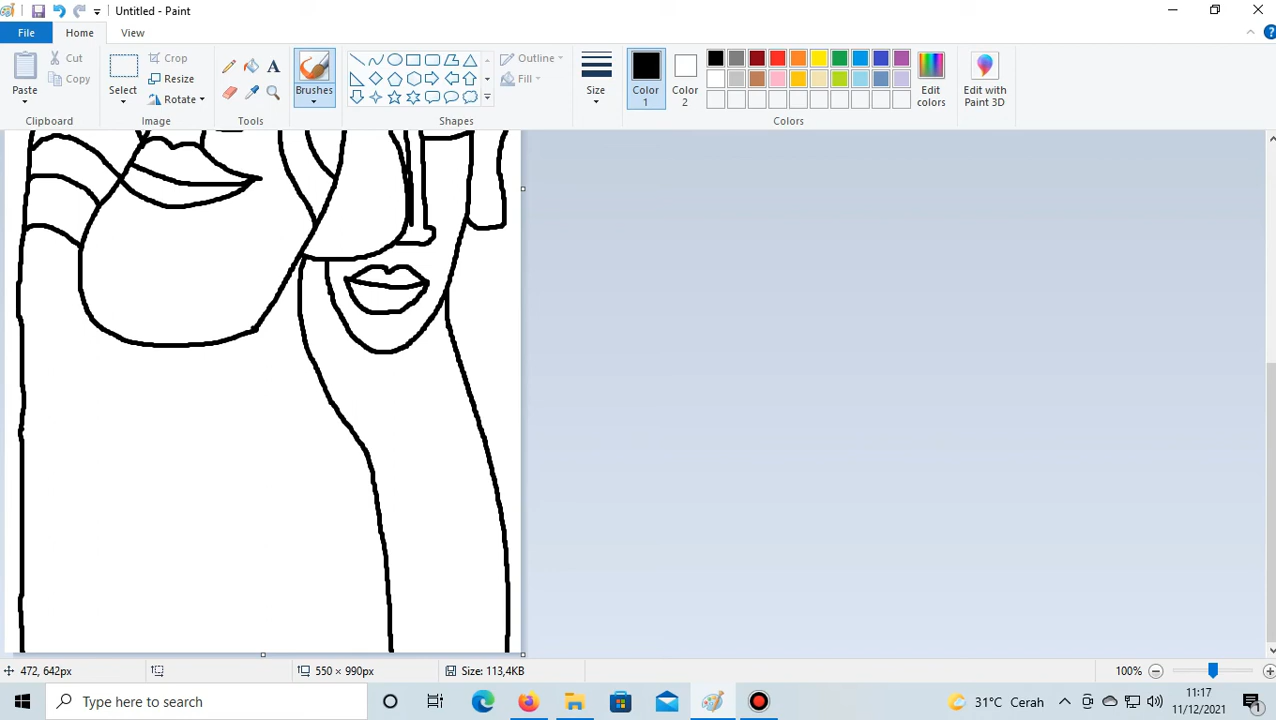 Untitled - Paint
File Home View
Paste
Cut
Copy
Clipboard
Select
Crop
Resize
Rotate
Image
A
Tools
Brushes
Outline
Fill
Shapes
Size
Color 1
Color 2
Edit colors
Colors
Edit with Paint 3D
472, 642px
550 × 990px
Size: 113,4KB
100%
Type here to search
31°C Cerah
11:17
11/12/2021
1